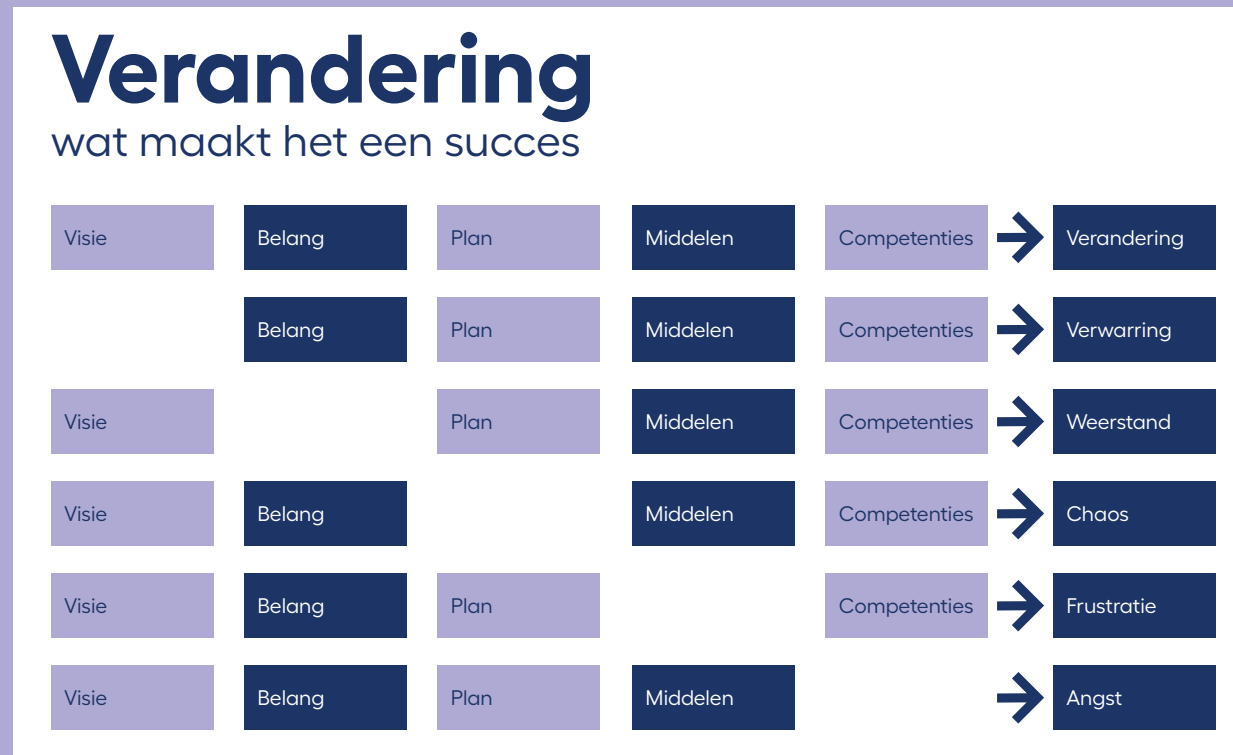 Verandering
wat maakt het een succes
Visie Belang Plan Middelen Competenties Verandering
Belang Plan Middelen Competenties Verwarring
Visie Plan Middelen Competenties Weerstand
Visie Belang Middelen Competenties Chaos
Visie Belang Plan Competenties Frustratie
Visie Belang Plan Middelen Angst